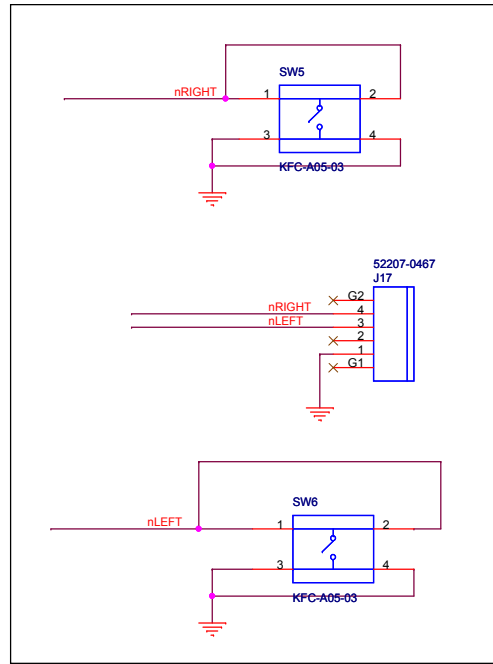 SW5
nRIGHT
1
2
3
4
KFC-A05-03
52207-0467
J17
G2
nRIGHT
4
nLEFT
3
2
1
G1
SW6
nLEFT
1
2
3
4
KFC-A05-03